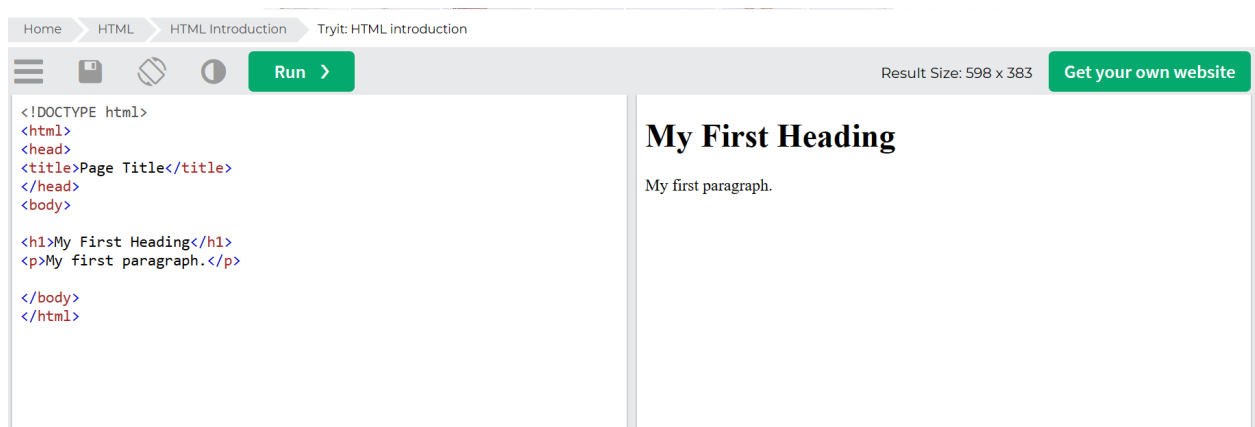 Home HTML HTML Introduction Tryit: HTML introduction
Run ❯ Result Size: 598 x 383 Get your own website
<!DOCTYPE html>
<html>
<head>
<title>Page Title</title>
</head>
<body>
<h1>My First Heading</h1>
<p>My first paragraph.</p>
</body>
</html>
My First Heading
My first paragraph.